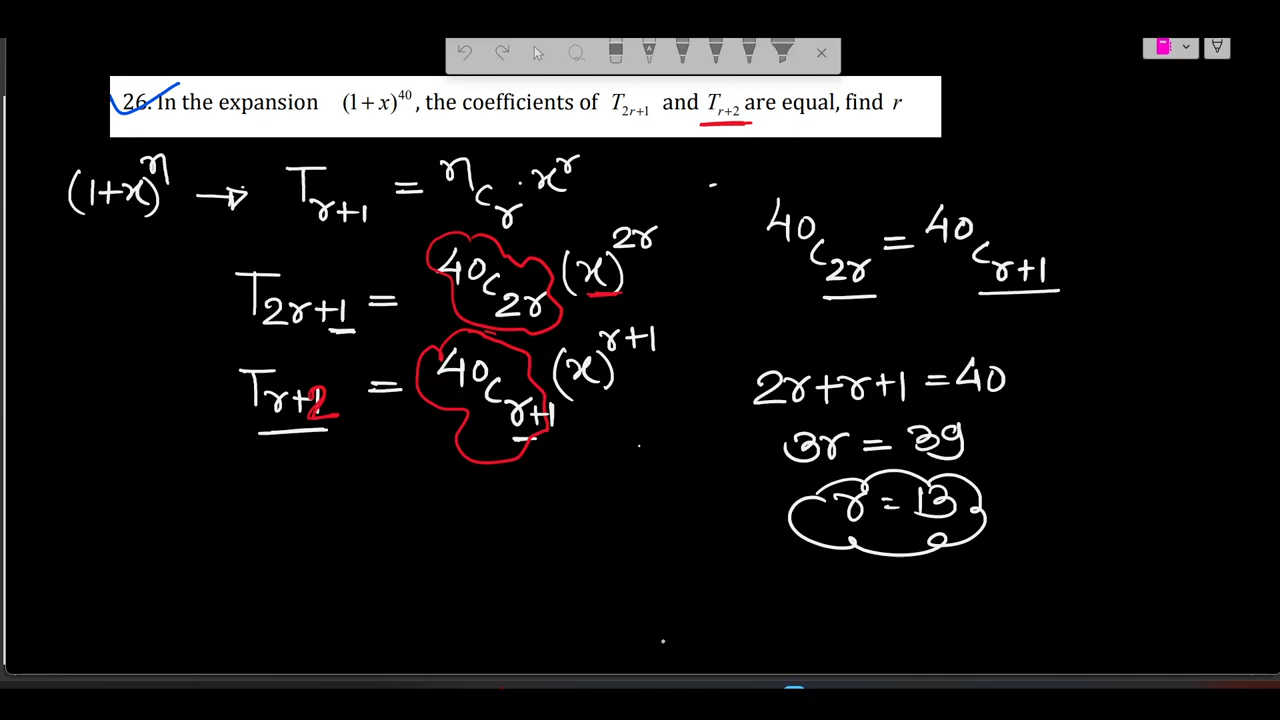 26. In the expansion (1+x)^40, the coefficients of T_{2r+1} and T_{r+2} are equal, find r
(1+x)^n → T_{r+1} = ^nC_r · x^r
T_{2r+1} = ^40C_{2r} (x)^{2r}
T_{r+2} = ^40C_{r+1} (x)^{r+1}
^40C_{2r} = ^40C_{r+1}
2r+r+1 = 40
3r = 39
r = 13